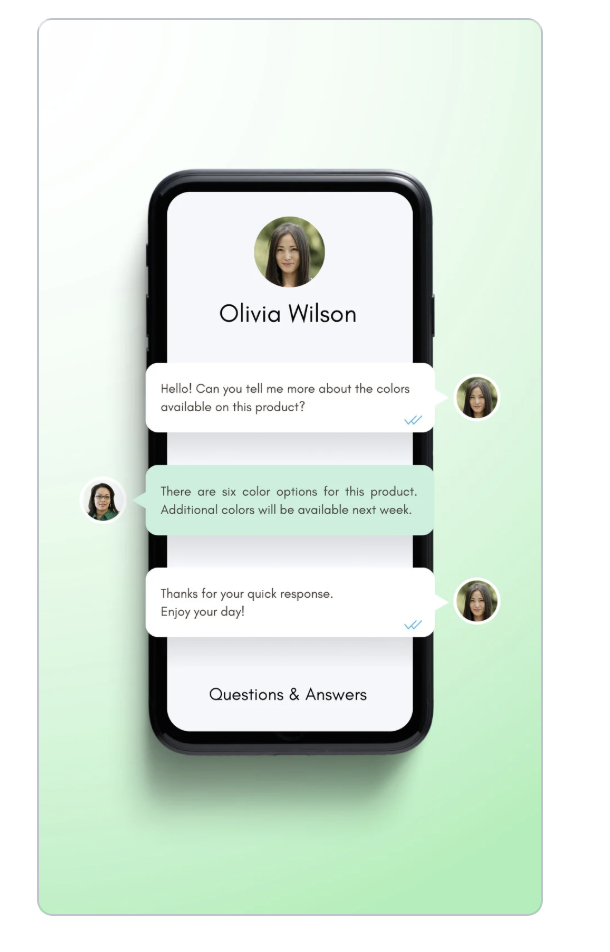 Olivia Wilson
Hello! Can you tell me more about the colors
available on this product?
There are six color options for this product.
Additional colors will be available next week.
Thanks for your quick response.
Enjoy your day!
Questions & Answers